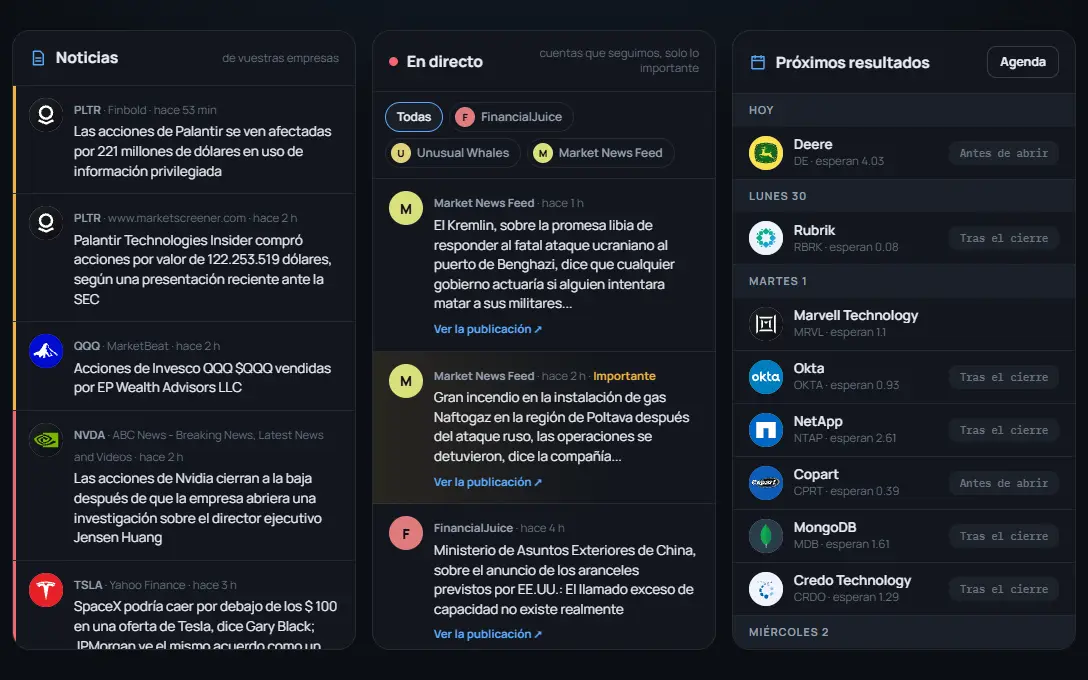 Noticias
de vuestras empresas
PLTR · Finbold · hace 53 min
Las acciones de Palantir se ven afectadas
por 221 millones de dólares en uso de
información privilegiada
PLTR · www.marketscreener.com · hace 2 h
Palantir Technologies Insider compró
acciones por valor de 122.253.519 dólares,
según una presentación reciente ante la
SEC
QQQ · MarketBeat · hace 2 h
Acciones de Invesco QQQ $QQQ vendidas
por EP Wealth Advisors LLC
NVDA · ABC News - Breaking News, Latest News
and Videos · hace 2 h
Las acciones de Nvidia cierran a la baja
después de que la empresa abriera una
investigación sobre el director ejecutivo
Jensen Huang
TSLA · Yahoo Finance · hace 3 h
SpaceX podría caer por debajo de los $ 100
en una oferta de Tesla, dice Gary Black;
JPMorgan ve el mismo acuerdo como un
En directo
cuentas que seguimos, solo lo
importante
Todas
F FinancialJuice
U Unusual Whales
M Market News Feed
M
Market News Feed · hace 1 h
El Kremlin, sobre la promesa libia de
responder al fatal ataque ucraniano al
puerto de Benghazi, dice que cualquier
gobierno actuaría si alguien intentara
matar a sus militares...
Ver la publicación ↗
M
Market News Feed · hace 2 h · Importante
Gran incendio en la instalación de gas
Naftogaz en la región de Poltava después
del ataque ruso, las operaciones se
detuvieron, dice la compañía...
Ver la publicación ↗
F
FinancialJuice · hace 4 h
Ministerio de Asuntos Exteriores de China,
sobre el anuncio de los aranceles
previstos por EE.UU.: El llamado exceso de
capacidad no existe realmente
Ver la publicación ↗
Próximos resultados
Agenda
HOY
Deere
DE · esperan 4.03
Antes de abrir
LUNES 30
Rubrik
RBRK · esperan 0.08
Tras el cierre
MARTES 1
Marvell Technology
MRVL · esperan 1.1
okta
Okta
OKTA · esperan 0.93
Tras el cierre
NetApp
NTAP · esperan 2.61
Tras el cierre
Copart
Copart
CPRT · esperan 0.39
Antes de abrir
MongoDB
MDB · esperan 1.61
Tras el cierre
Credo Technology
CRDO · esperan 1.29
Tras el cierre
MIÉRCOLES 2